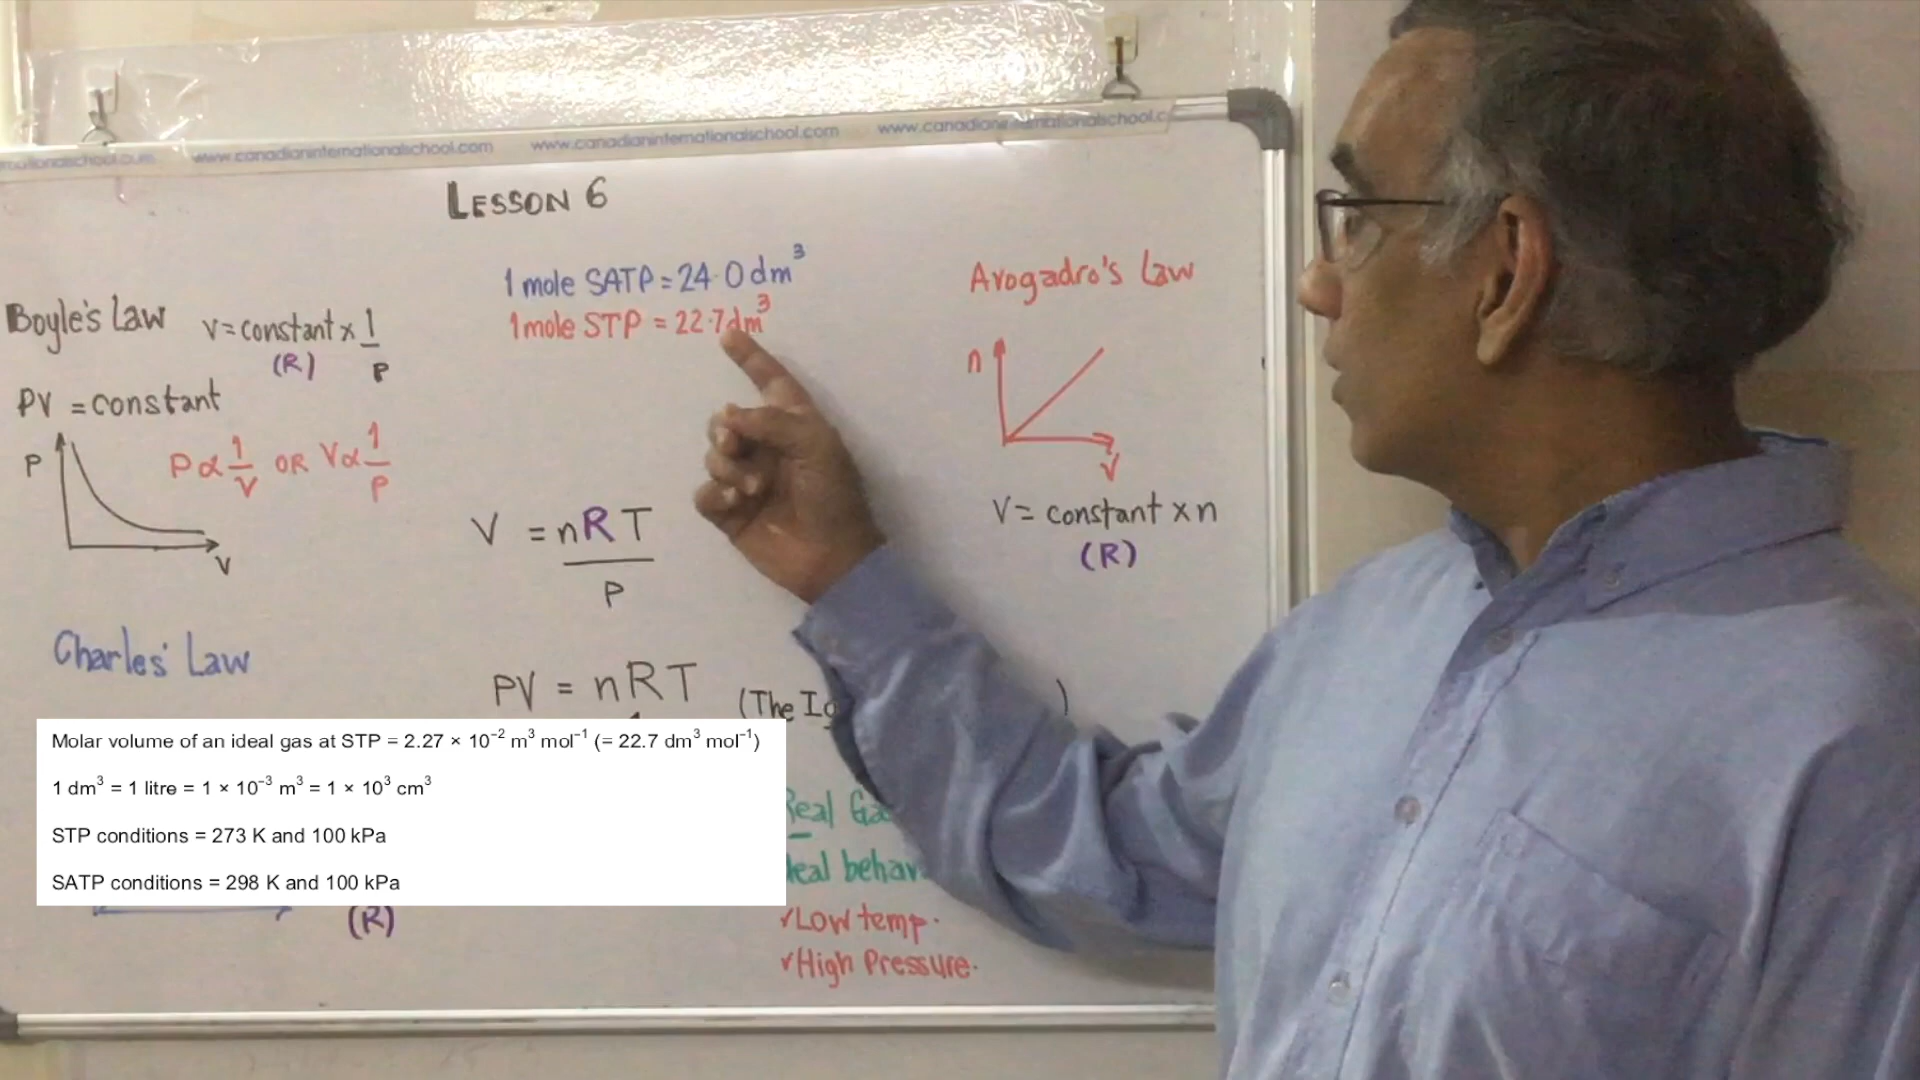 www.canadianinternationalschool.com www.canadianinternationalschool.com
LESSON 6
1 mole SATP = 24.0 dm³
1 mole STP = 22.7 dm³
Boyle's Law V = constant x 1/P
(R)
PV = constant
P ∝ 1/V OR V ∝ 1/P
P
V
Charles' Law
(R)
V = nRT/P
PV = nRT (The )
Avogadro's Law
n
V
V = constant x n
(R)
Real
behav
✓Low temp.
✓High Pressure.
Molar volume of an ideal gas at STP = 2.27 × 10⁻² m³ mol⁻¹ (= 22.7 dm³ mol⁻¹)
1 dm³ = 1 litre = 1 × 10⁻³ m³ = 1 × 10³ cm³
STP conditions = 273 K and 100 kPa
SATP conditions = 298 K and 100 kPa